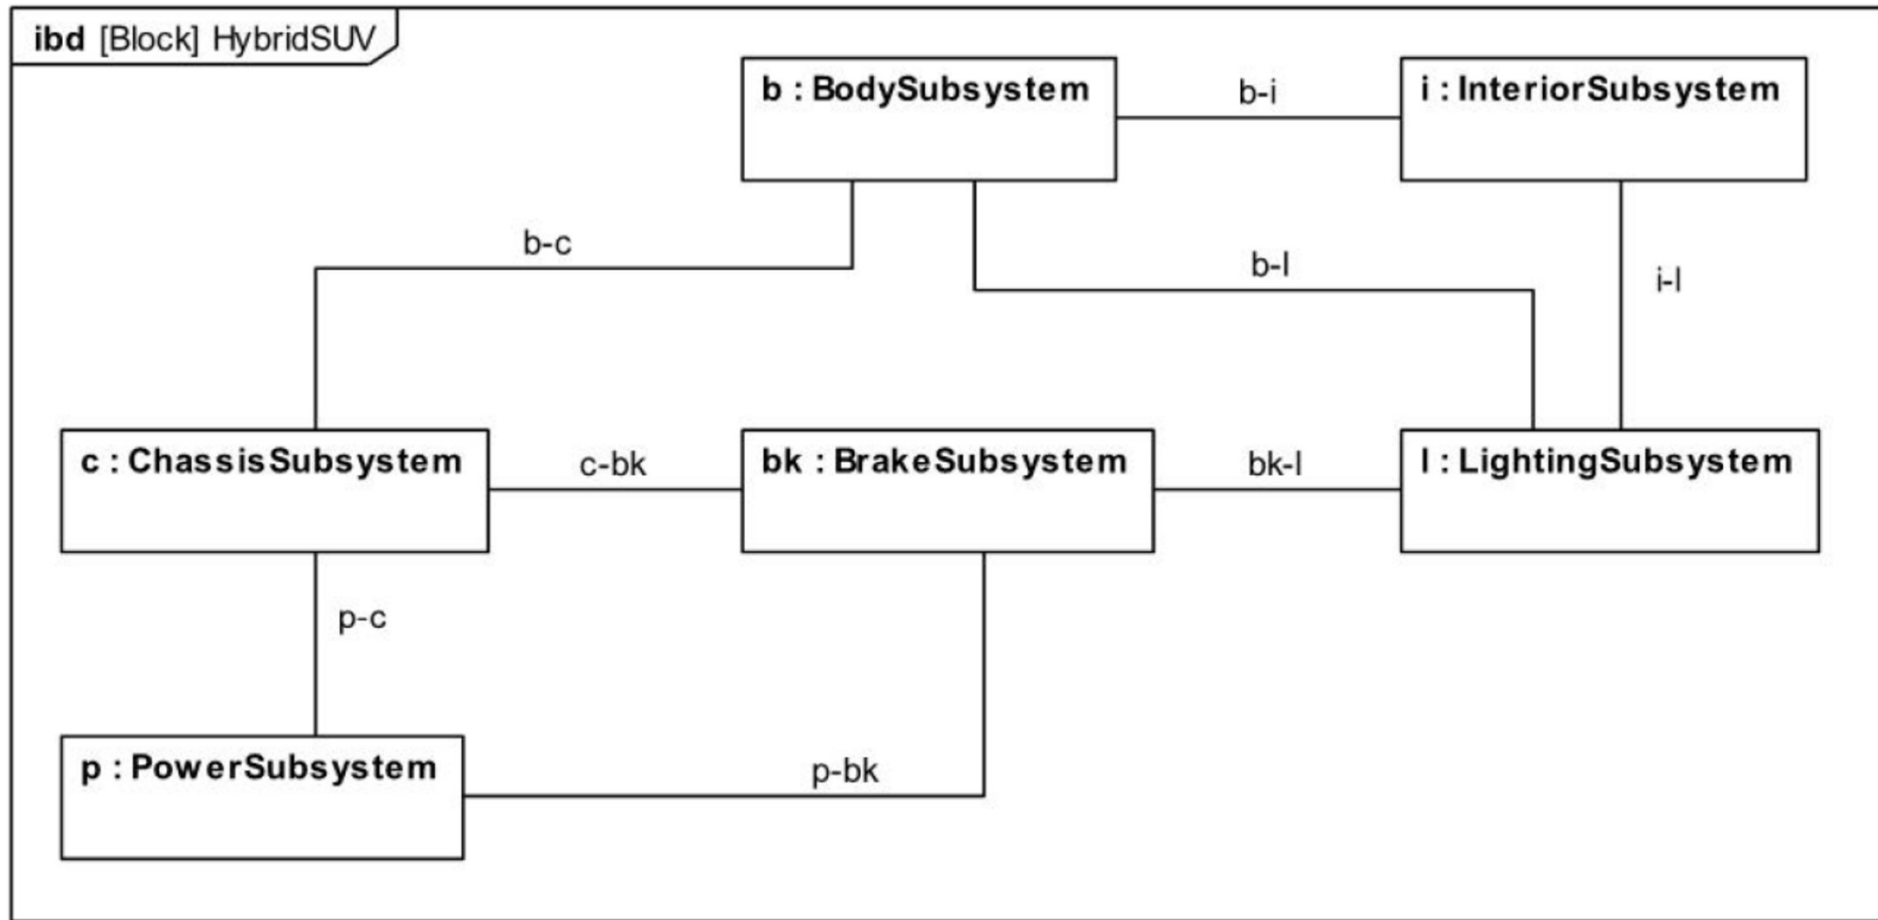 ibd [Block] HybridSUV
b : BodySubsystem
b-i
i : InteriorSubsystem
b-c
b-l
i-l
c : ChassisSubsystem
c-bk
bk : BrakeSubsystem
bk-l
l : LightingSubsystem
p-c
p : PowerSubsystem
p-bk